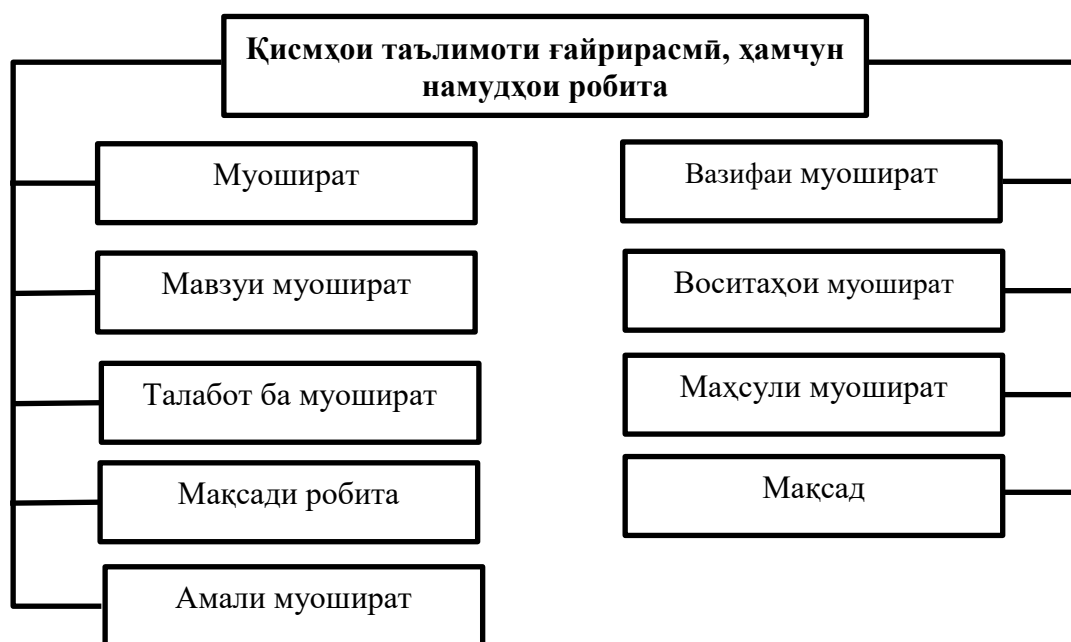 Қисмҳои таълимоти ғайрирасмӣ, ҳамчун
намудҳои робита
Муошират
Мавзуи муошират
Талабот ба муошират
Мақсади робита
Амали муошират
Вазифаи муошират
Воситаҳои муошират
Маҳсули муошират
Мақсад